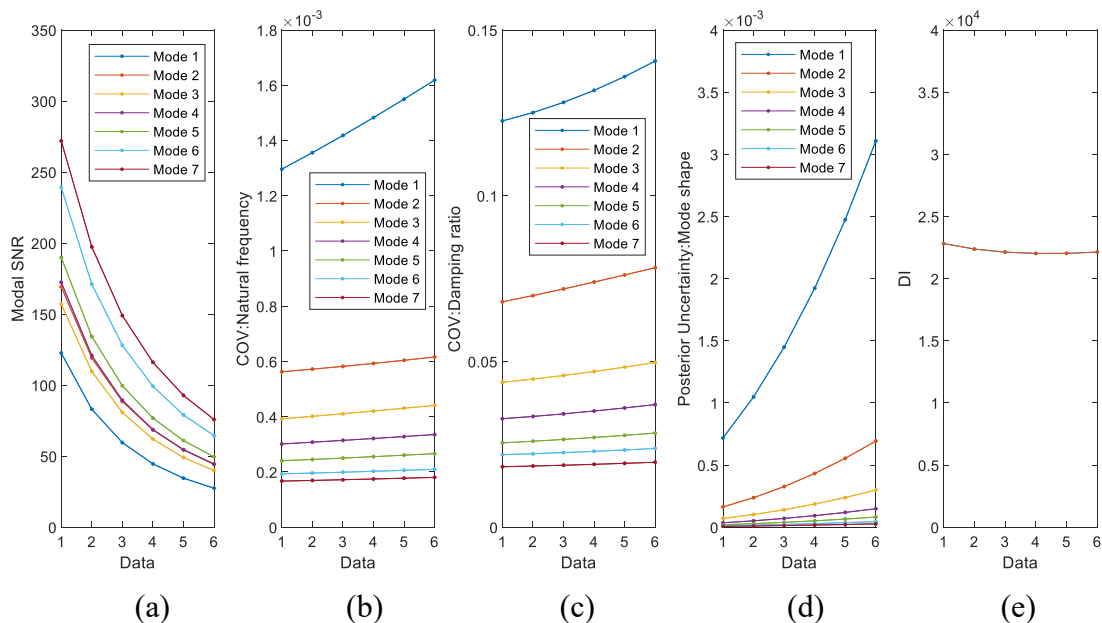 350
300
250
200
150
100
50
0
1 2 3 4 5 6
Data
Modal SNR
Mode 1
Mode 2
Mode 3
Mode 4
Mode 5
Mode 6
Mode 7
(a)
×10⁻³
1.8
1.6
1.4
1.2
1
0.8
0.6
0.4
0.2
0
1 2 3 4 5 6
Data
COV:Natural frequency
Mode 1
Mode 2
Mode 3
Mode 4
Mode 5
Mode 6
Mode 7
(b)
0.15
0.1
0.05
0
1 2 3 4 5 6
Data
COV:Damping ratio
Mode 1
Mode 2
Mode 3
Mode 4
Mode 5
Mode 6
Mode 7
(c)
×10⁻³
4
3.5
3
2.5
2
1.5
1
0.5
0
1 2 3 4 5 6
Data
Posterior Uncertainty:Mode shape
Mode 1
Mode 2
Mode 3
Mode 4
Mode 5
Mode 6
Mode 7
(d)
×10⁴
4
3.5
3
2.5
2
1.5
1
0.5
0
1 2 3 4 5 6
Data
DI
(e)